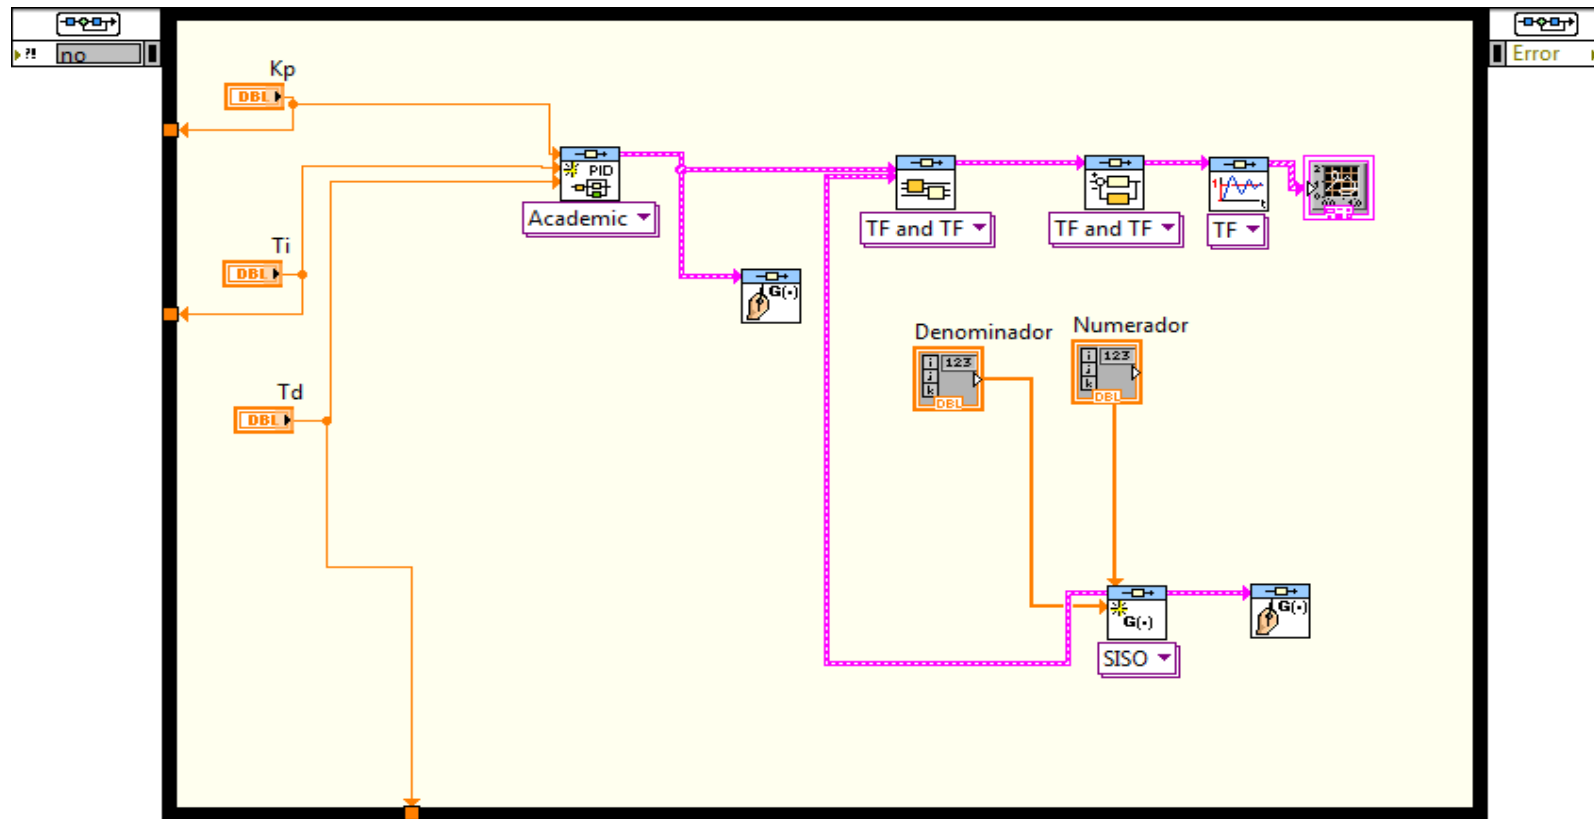 ?! no
Error
Kp
DBL
PID
Academic
TF and TF
TF and TF
1
t
TF
Ti
DBL
G(·)
Denominador
Numerador
i
j
k
123
DBL
i
j
k
123
DBL
Td
DBL
G(·)
G(·)
SISO